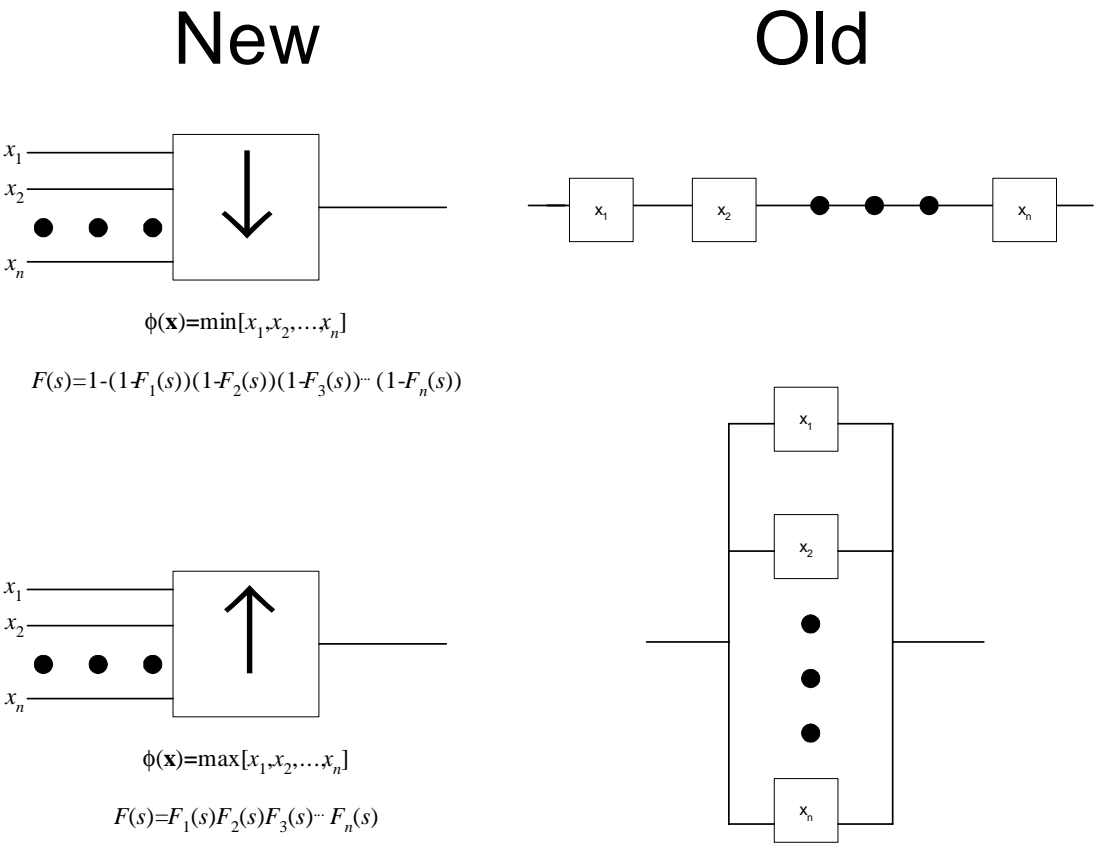 New
Old
x₁
x₂
xₙ
x₁
x₂
xₙ
ϕ(𝐱)=min[x₁,x₂,…,xₙ]
F(s)=1-(1-F₁(s))(1-F₂(s))(1-F₃(s))⋯ (1-Fₙ(s))
x₁
x₂
xₙ
ϕ(𝐱)=max[x₁,x₂,…,xₙ]
F(s)=F₁(s)F₂(s)F₃(s)⋯ Fₙ(s)
x₁
x₂
xₙ